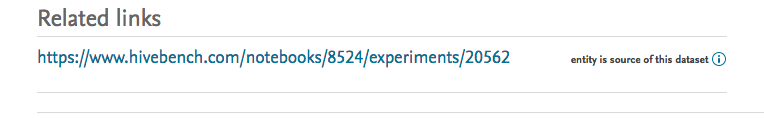 Related links
https://www.hivebench.com/notebooks/8524/experiments/20562 entity is source of this dataset